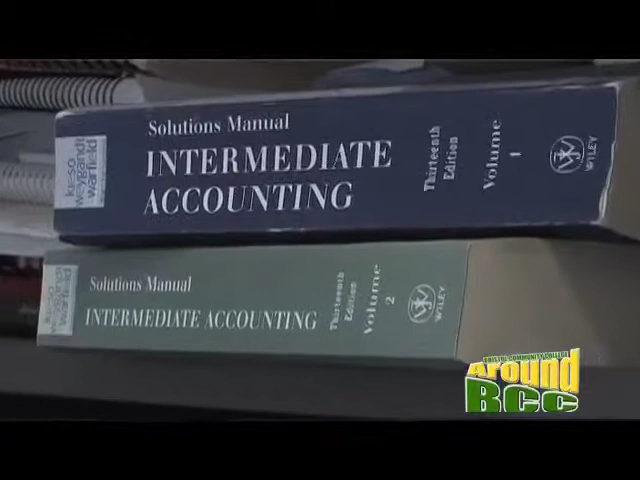 Solutions Manual
INTERMEDIATE
ACCOUNTING
kieso
weygandt
warfield
Thirteenth
Edition
Volume
1
WILEY
Solutions Manual
INTERMEDIATE ACCOUNTING
kieso
weygandt
warfield
Thirteenth
Edition
Volume
2
WILEY
BRISTOL COMMUNITY COLLEGE
Around
BCC